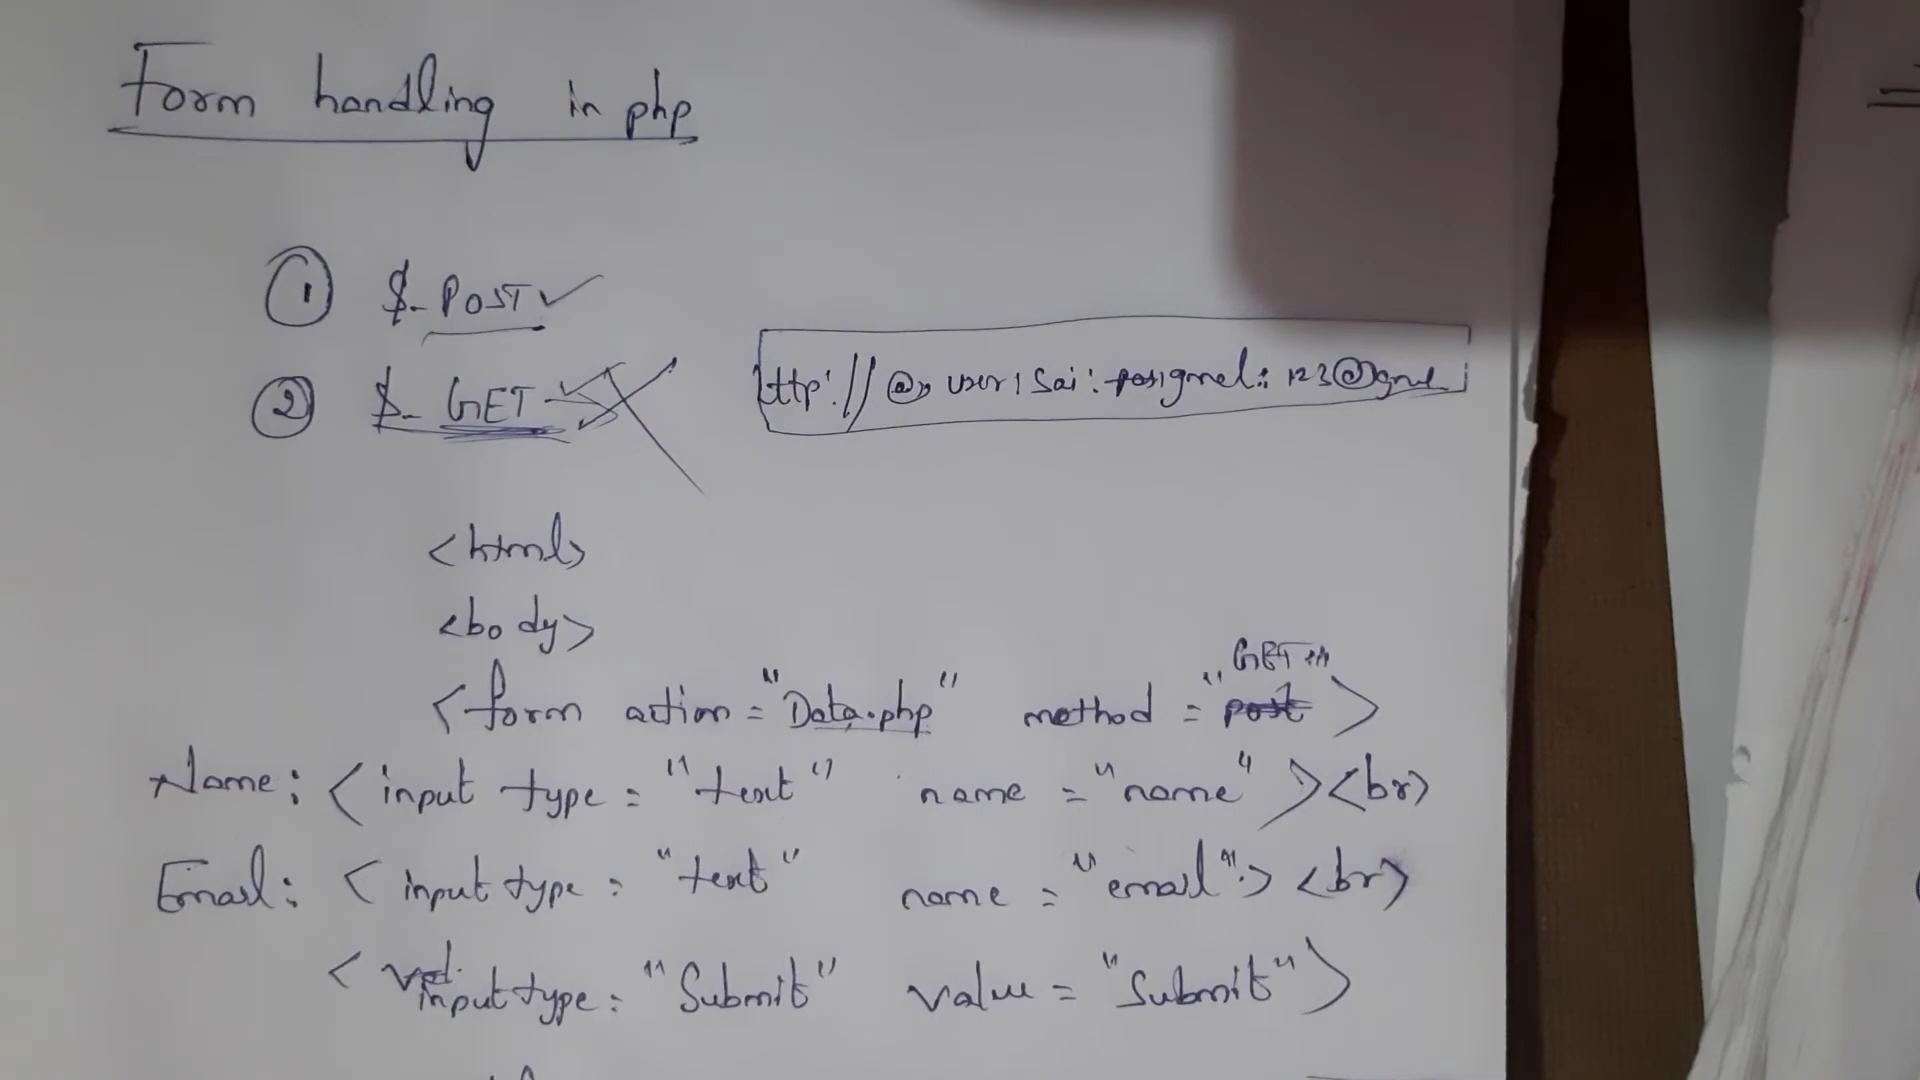 Form handling in php
① $_POST ✓
② $_GET
ttp:// @ user1 Sai: 123@
<html>
<body>
<form action="Data.php" method="post GET">
Name: <input type="text" name="name"><br>
Email: <input type="text" name="email"><br>
<input type="Submit" value="Submit">